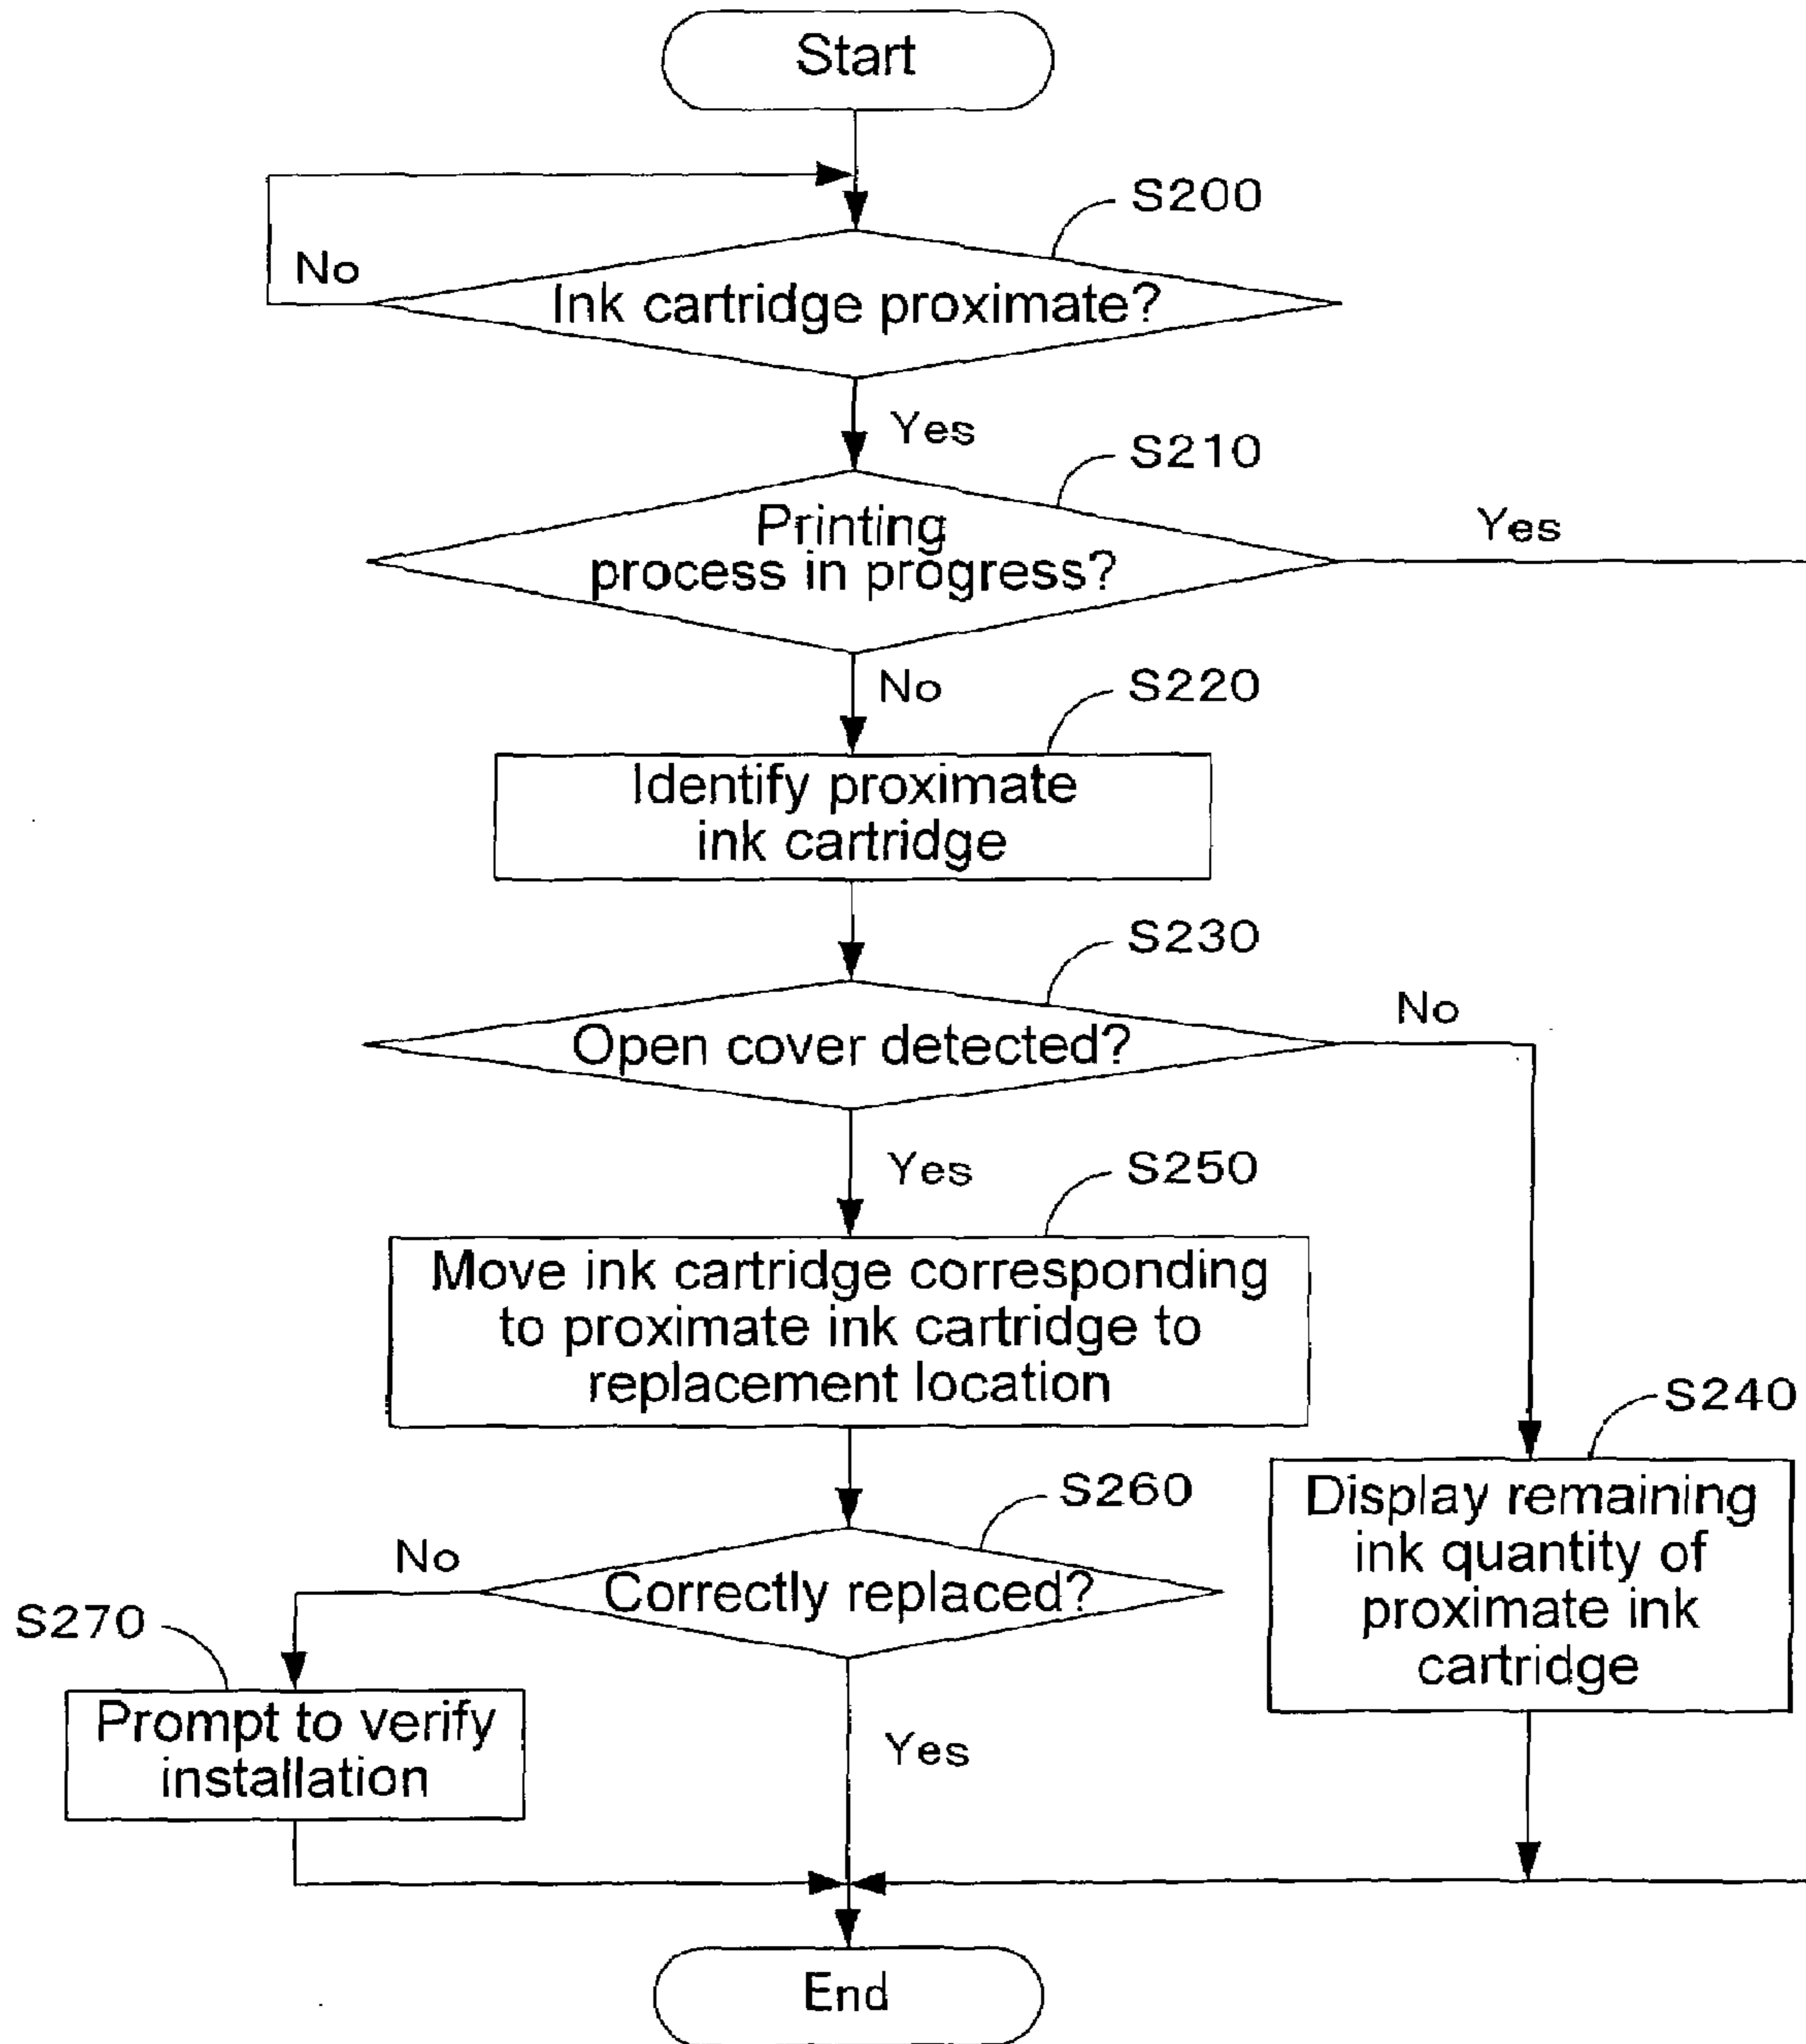 Start
S200
No
Ink cartridge proximate?
Yes
S210
Printing
process in progress?
Yes
No
S220
Identify proximate
ink cartridge
S230
No
Open cover detected?
Yes
S250
Move ink cartridge corresponding
to proximate ink cartridge to
replacement location
S240
Display remaining
ink quantity of
proximate ink
cartridge
S260
No
Correctly replaced?
S270
Prompt to verify
installation
Yes
End